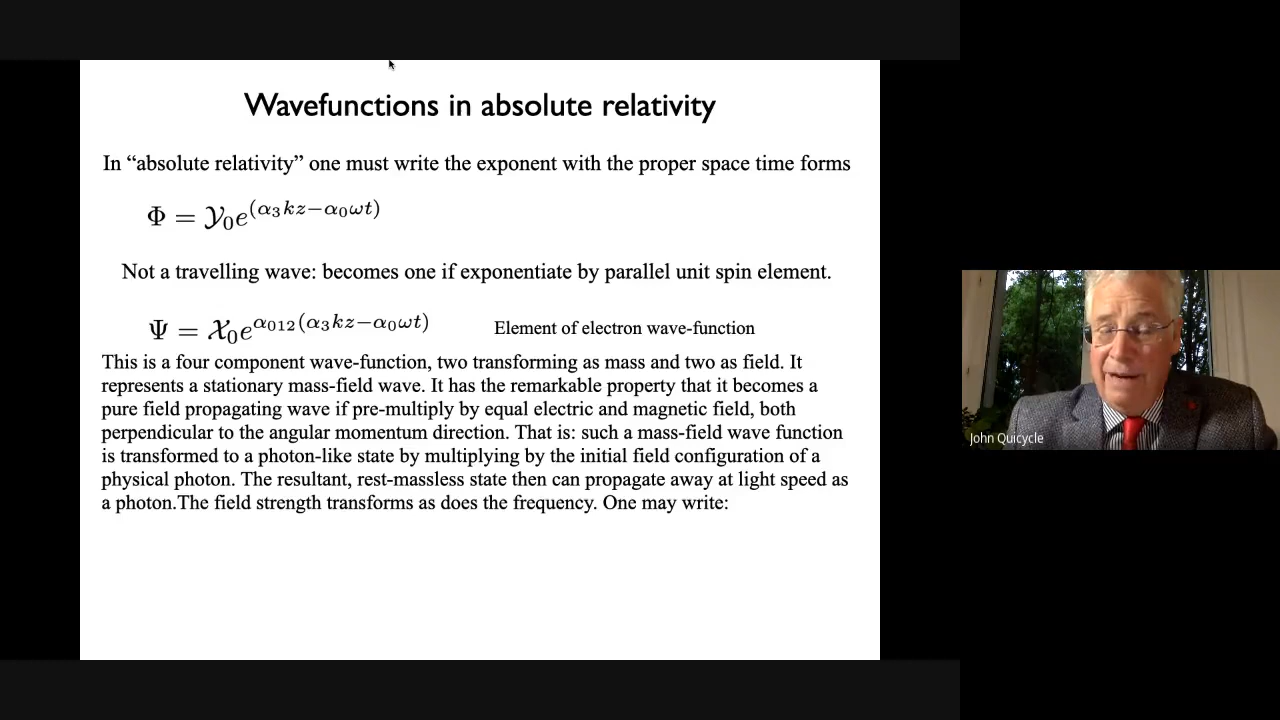 Wavefunctions in absolute relativity
In “absolute relativity” one must write the exponent with the proper space time forms
Φ = 𝒴₀e^(α₃kz−α₀ωt)
Not a travelling wave: becomes one if exponentiate by parallel unit spin element.
Ψ = 𝒳₀e^α₀₁₂(α₃kz−α₀ωt) Element of electron wave-function
This is a four component wave-function, two transforming as mass and two as field. It
represents a stationary mass-field wave. It has the remarkable property that it becomes a
pure field propagating wave if pre-multiply by equal electric and magnetic field, both
perpendicular to the angular momentum direction. That is: such a mass-field wave function
is transformed to a photon-like state by multiplying by the initial field configuration of a
physical photon. The resultant, rest-massless state then can propagate away at light speed as
a photon.The field strength transforms as does the frequency. One may write:
John Quicycle